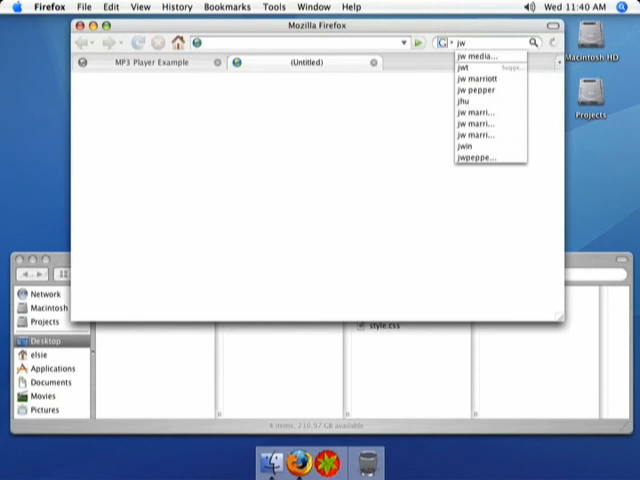 Firefox File Edit View History Bookmarks Tools Window Help Wed 11:40 AM
Mozilla Firefox
jw
MP3 Player Example
(Untitled)
jw media...
jwt
jw marriott
jw pepper
jhu
jw marri...
jw marri...
jw marri...
jwin
jwpeppe...
Macintosh HD
Projects
Network
Macintosh
Projects
Desktop
elsie
Applications
Documents
Movies
Pictures
style.css
4 items, 210.97 GB available